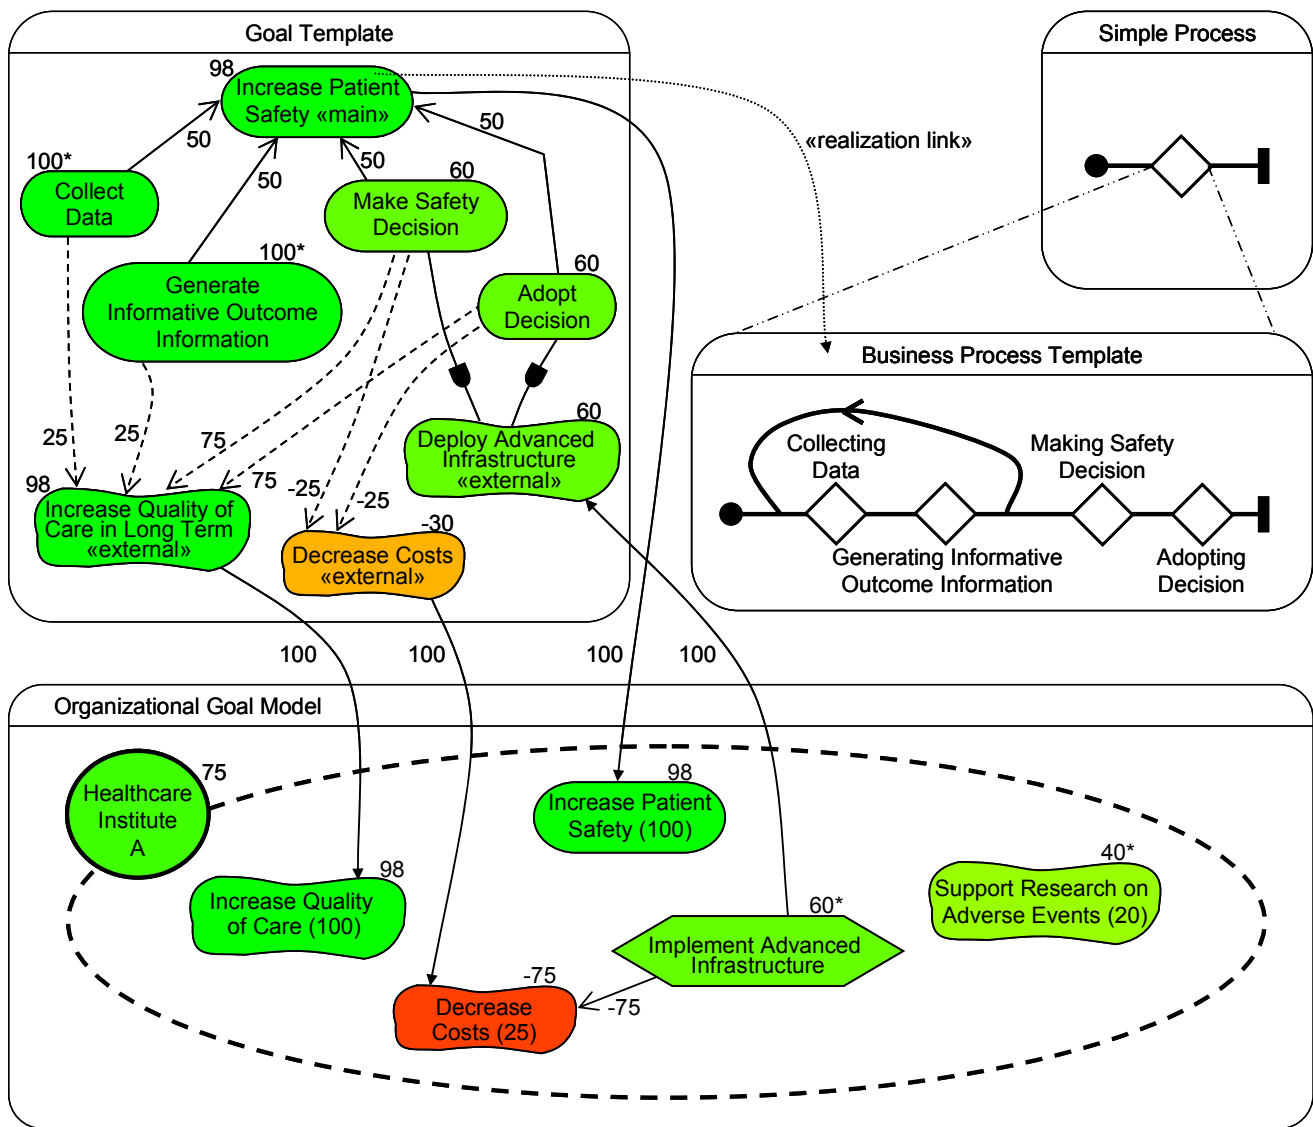 Goal Template
98
Increase Patient
Safety «main»
50
50
50
50
100*
Collect
Data
60
Make Safety
Decision
100*
Generate
Informative Outcome
Information
60
Adopt
Decision
60
Deploy Advanced
Infrastructure
«external»
25
25
75
75
-25
-25
98
Increase Quality of
Care in Long Term
«external»
-30
Decrease Costs
«external»
Simple Process
«realization link»
Business Process Template
Collecting
Data
Making Safety
Decision
Generating Informative
Outcome Information
Adopting
Decision
100
100
100
100
Organizational Goal Model
75
Healthcare
Institute
A
98
Increase Patient
Safety (100)
98
Increase Quality
of Care (100)
40*
Support Research on
Adverse Events (20)
60*
Implement Advanced
Infrastructure
-75
-75
Decrease
Costs (25)